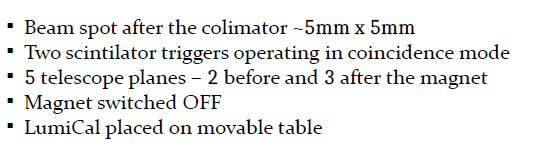 ▪ Beam spot after the colimator ~5mm x 5mm
▪ Two scintilator triggers operating in coincidence mode
▪ 5 telescope planes – 2 before and 3 after the magnet
▪ Magnet switched OFF
▪ LumiCal placed on movable table